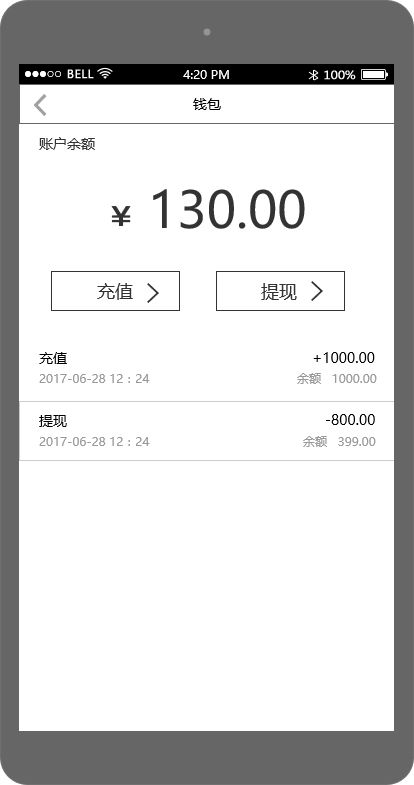 BELL 4:20 PM 100%
钱包
账户余额
¥ 130.00
充值 提现
充值 +1000.00
2017-06-28 12：24 余额 1000.00
提现 -800.00
2017-06-28 12：24 余额 399.00